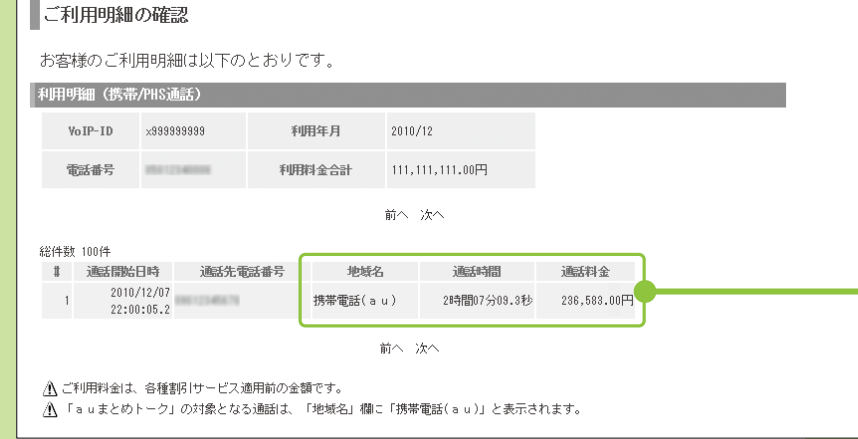 ご利用明細の確認
お客様のご利用明細は以下のとおりです。
利用明細（携帯/PHS通話）
VoIP-ID x999999999 利用年月 2010/12
電話番号 利用料金合計 111,111,111.00円
前へ 次へ
総件数 100件
# 通話開始日時 通話先電話番号 地域名 通話時間 通話料金
1 2010/12/07 22:00:05.2 携帯電話(ａｕ) 2時間07分09.3秒 236,583.00円
前へ 次へ
ご利用料金は、各種割引サービス適用前の金額です。
「ａｕまとめトーク」の対象となる通話は、「地域名」欄に「携帯電話(ａｕ)」と表示されます。